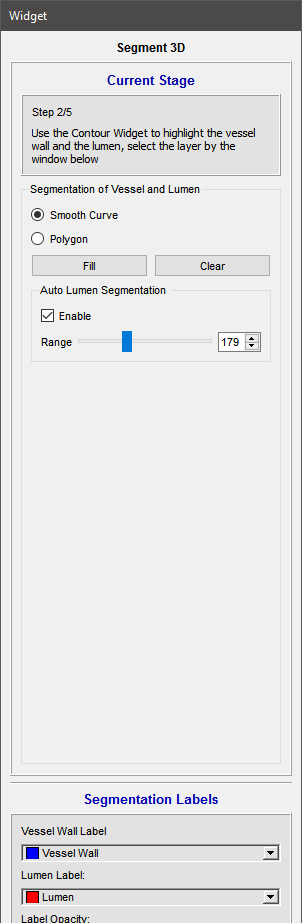 Widget
Segment 3D
Current Stage
Step 2/5
Use the Contour Widget to highlight the vessel
wall and the lumen, select the layer by the
window below
Segmentation of Vessel and Lumen
Smooth Curve
Polygon
Fill Clear
Auto Lumen Segmentation
Enable
Range 179
Segmentation Labels
Vessel Wall Label
Vessel Wall
Lumen Label:
Lumen
Label Opacity: